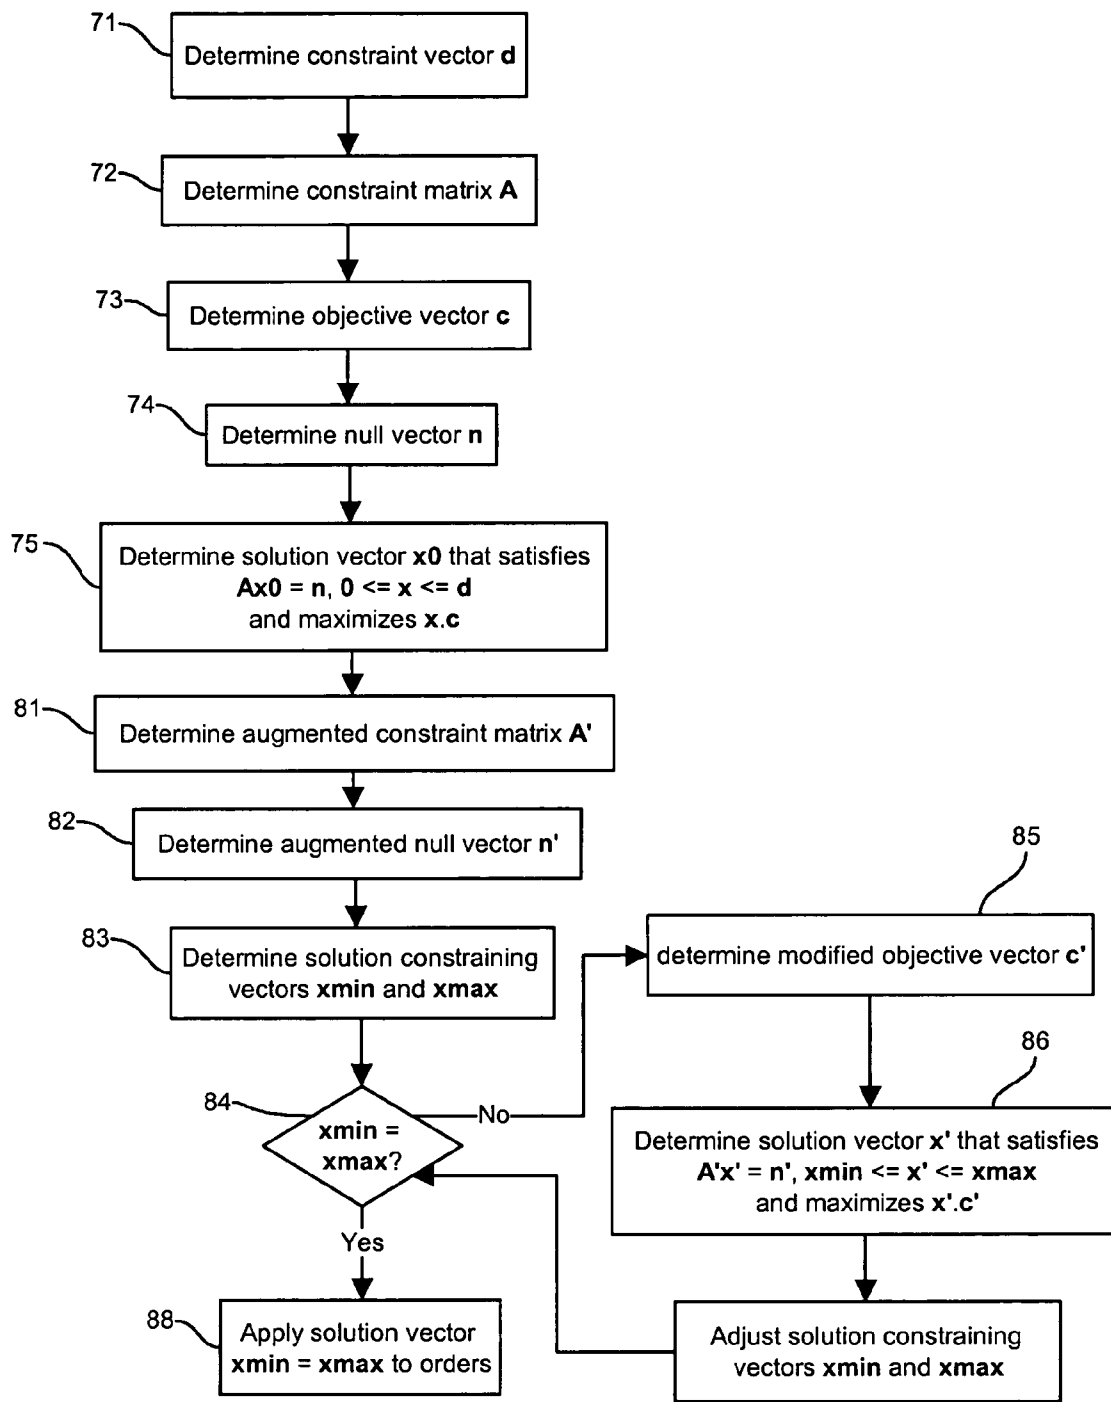 71
Determine constraint vector d
72
Determine constraint matrix A
73
Determine objective vector c
74
Determine null vector n
75
Determine solution vector x0 that satisfies
Ax0 = n, 0 <= x <= d
and maximizes x.c
81
Determine augmented constraint matrix A'
82
Determine augmented null vector n'
83
Determine solution constraining
vectors xmin and xmax
84
xmin =
xmax?
No
Yes
88
Apply solution vector
xmin = xmax to orders
85
determine modified objective vector c'
86
Determine solution vector x' that satisfies
A'x' = n', xmin <= x' <= xmax
and maximizes x'.c'
Adjust solution constraining
vectors xmin and xmax